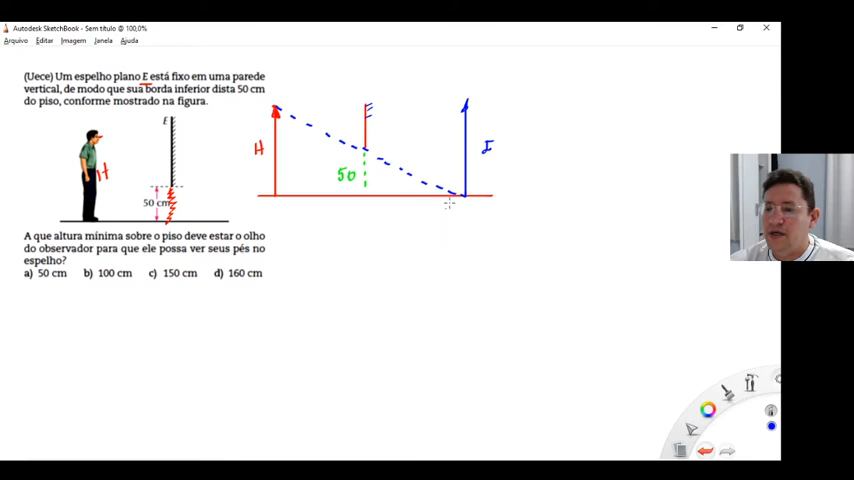 Autodesk SketchBook - Sem título @ 100,0%
Arquivo Editar Imagem Janela Ajuda
(Uece) Um espelho plano E está fixo em uma parede
vertical, de modo que sua borda inferior dista 50 cm
do piso, conforme mostrado na figura.
E
H
50 cm
H
50
I
A que altura mínima sobre o piso deve estar o olho
do observador para que ele possa ver seus pés no
espelho?
a) 50 cm b) 100 cm c) 150 cm d) 160 cm